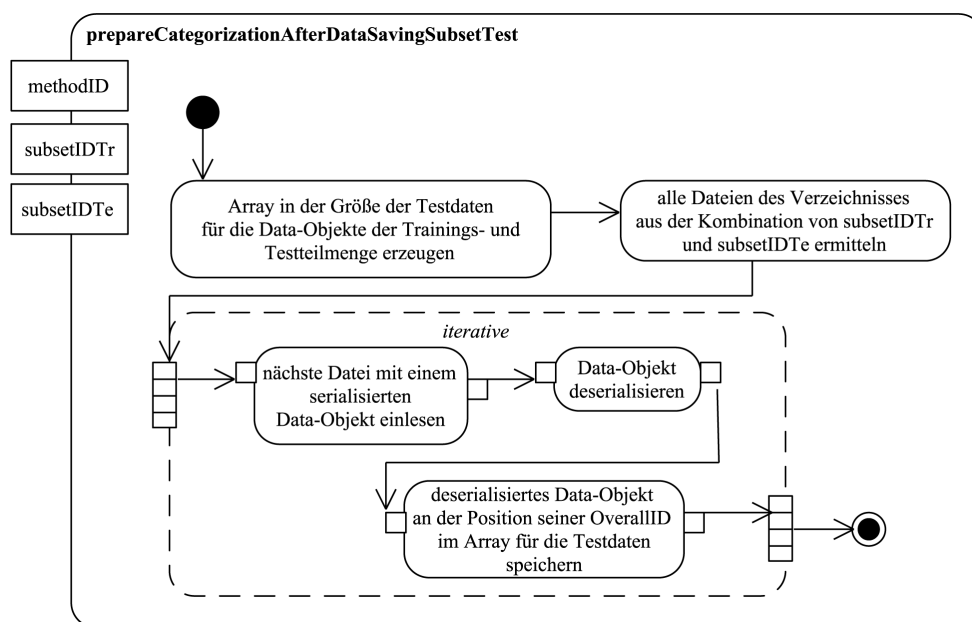 prepareCategorizationAfterDataSavingSubsetTest
methodID
subsetIDTr
subsetIDTe
Array in der Größe der Testdaten
für die Data-Objekte der Trainings- und
Testteilmenge erzeugen
alle Dateien des Verzeichnisses
aus der Kombination von subsetIDTr
und subsetIDTe ermitteln
iterative
nächste Datei mit einem
serialisierten
Data-Objekt einlesen
Data-Objekt
deserialisieren
deserialisiertes Data-Objekt
an der Position seiner OverallID
im Array für die Testdaten
speichern